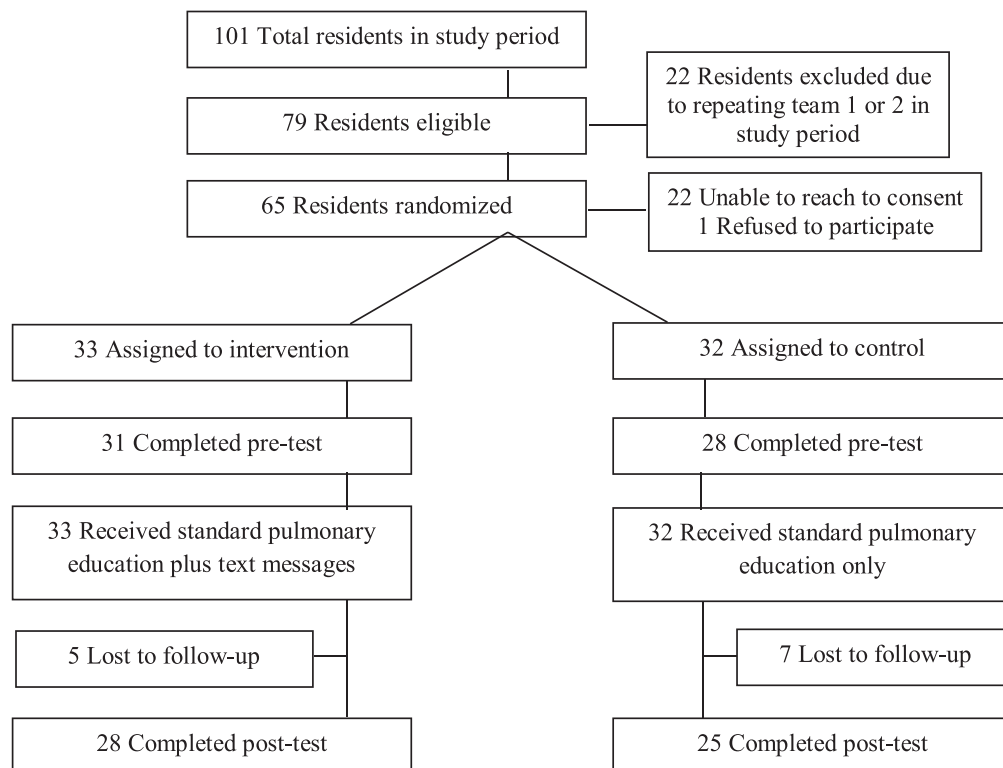 101 Total residents in study period
22 Residents excluded due
to repeating team 1 or 2 in
study period
79 Residents eligible
65 Residents randomized
22 Unable to reach to consent
1 Refused to participate
33 Assigned to intervention
32 Assigned to control
31 Completed pre-test
28 Completed pre-test
33 Received standard pulmonary
education plus text messages
32 Received standard pulmonary
education only
5 Lost to follow-up
7 Lost to follow-up
28 Completed post-test
25 Completed post-test